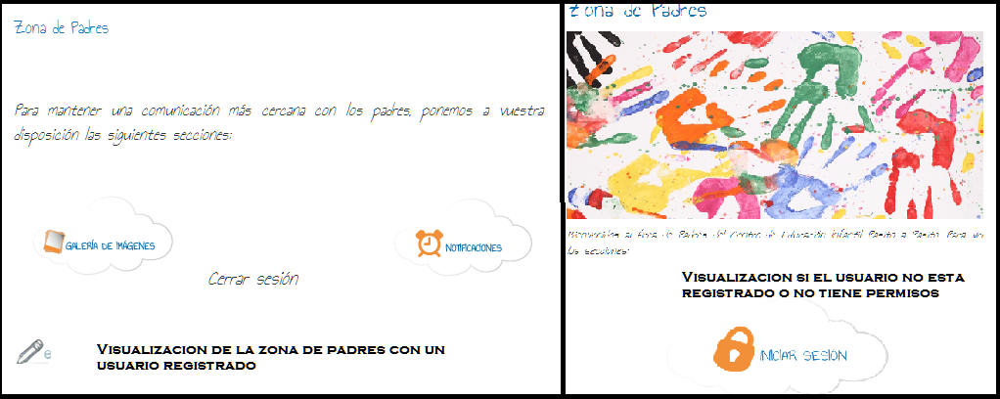 Zona de Padres
Para mantener una comunicación más cercana con los padres, ponemos a vuestra
disposición las siguientes secciones:
GALERÍA DE IMÁGENES
NOTIFICACIONES
Cerrar sesión
e
VISUALIZACION DE LA ZONA DE PADRES CON UN
USUARIO REGISTRADO
Zona de Padres
Bienvenidos al Área de Padres del Centro de Educación Infantil Pasito a Pasito. Para
las secciones:
VISUALIZACION SI EL USUARIO NO ESTA
REGISTRADO O NO TIENE PERMISOS
INICIAR SESIÓN